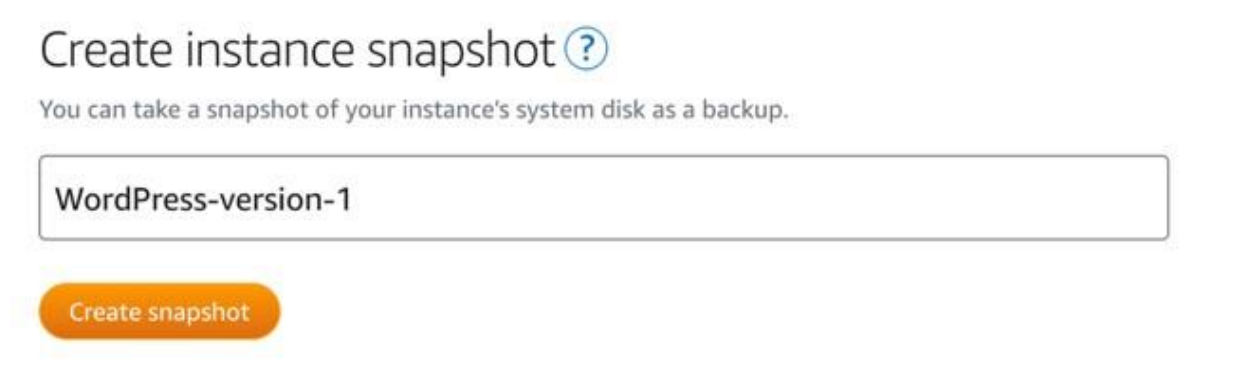 Create instance snapshot ?
You can take a snapshot of your instance's system disk as a backup.
WordPress-version-1
Create snapshot